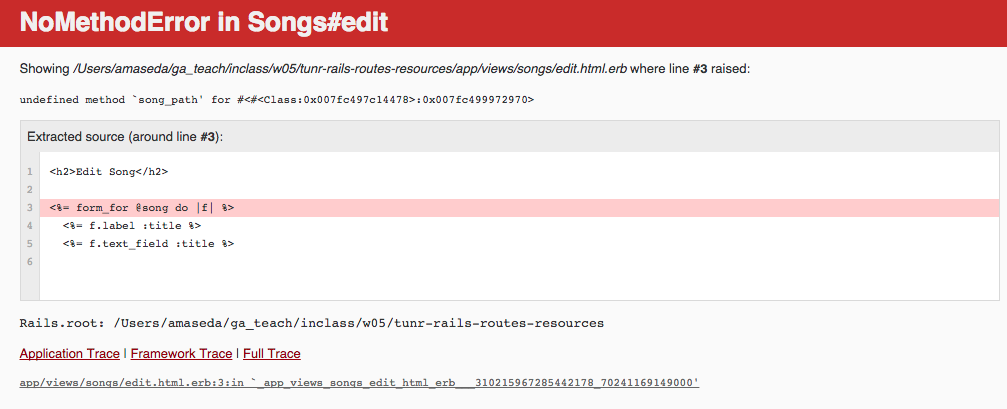 NoMethodError in Songs#edit
Showing /Users/amaseda/ga_teach/inclass/w05/tunr-rails-routes-resources/app/views/songs/edit.html.erb where line #3 raised:
undefined method `song_path' for #<#<Class:0x007fc497c14478>:0x007fc499972970>
Extracted source (around line #3):
1 <h2>Edit Song</h2>
2
3 <%= form_for @song do |f| %>
4 <%= f.label :title %>
5 <%= f.text_field :title %>
6
Rails.root: /Users/amaseda/ga_teach/inclass/w05/tunr-rails-routes-resources
Application Trace | Framework Trace | Full Trace
app/views/songs/edit.html.erb:3:in `_app_views_songs_edit_html_erb___310215967285442178_70241169149000'